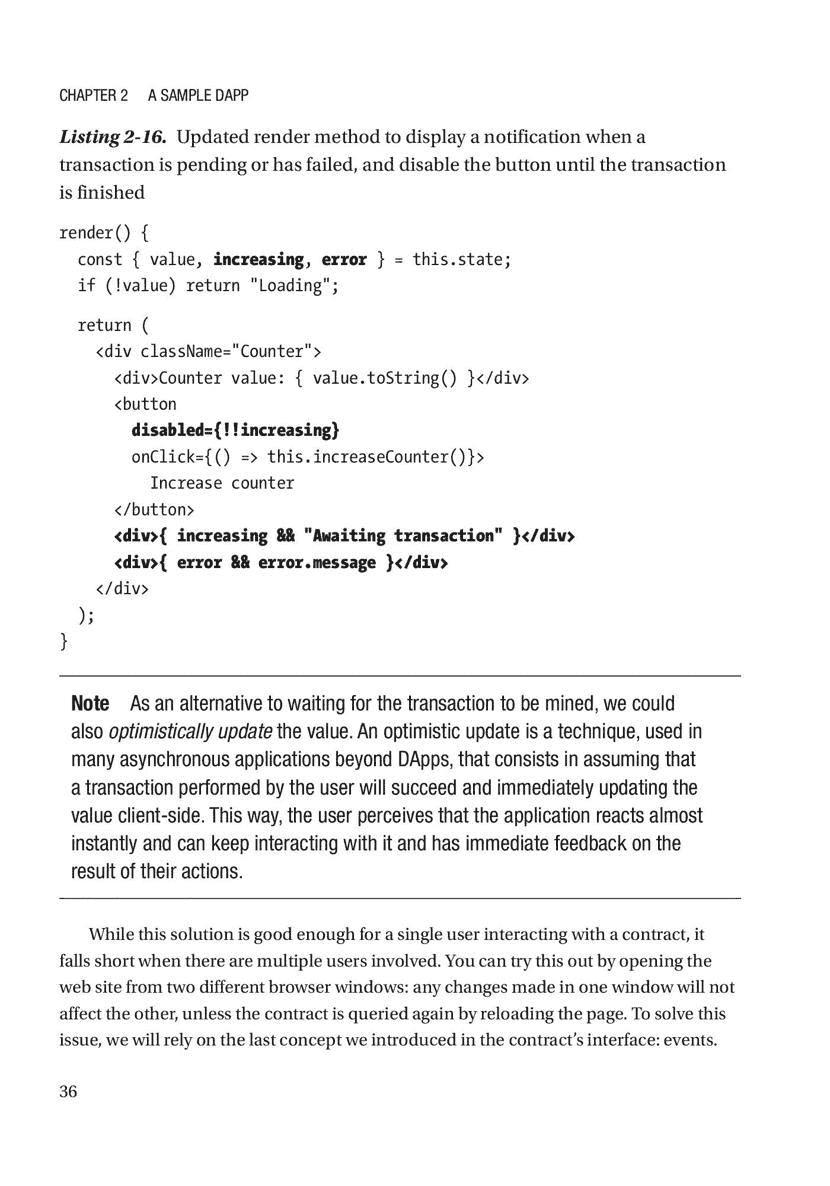 CHAPTER 2 A SAMPLE DAPP
Listing 2-16. Updated render method to display a notification when a
transaction is pending or has failed, and disable the button until the transaction
is finished
render() {
  const { value, increasing, error } = this.state;
  if (!value) return "Loading";
  return (
    <div className="Counter">
      <div>Counter value: { value.toString() }</div>
      <button
        disabled={!!increasing}
        onClick={() => this.increaseCounter()}>
          Increase counter
      </button>
      <div>{ increasing && "Awaiting transaction" }</div>
      <div>{ error && error.message }</div>
    </div>
  );
}
Note As an alternative to waiting for the transaction to be mined, we could
also optimistically update the value. An optimistic update is a technique, used in
many asynchronous applications beyond DApps, that consists in assuming that
a transaction performed by the user will succeed and immediately updating the
value client-side. This way, the user perceives that the application reacts almost
instantly and can keep interacting with it and has immediate feedback on the
result of their actions.
While this solution is good enough for a single user interacting with a contract, it
falls short when there are multiple users involved. You can try this out by opening the
web site from two different browser windows: any changes made in one window will not
affect the other, unless the contract is queried again by reloading the page. To solve this
issue, we will rely on the last concept we introduced in the contract’s interface: events.
36